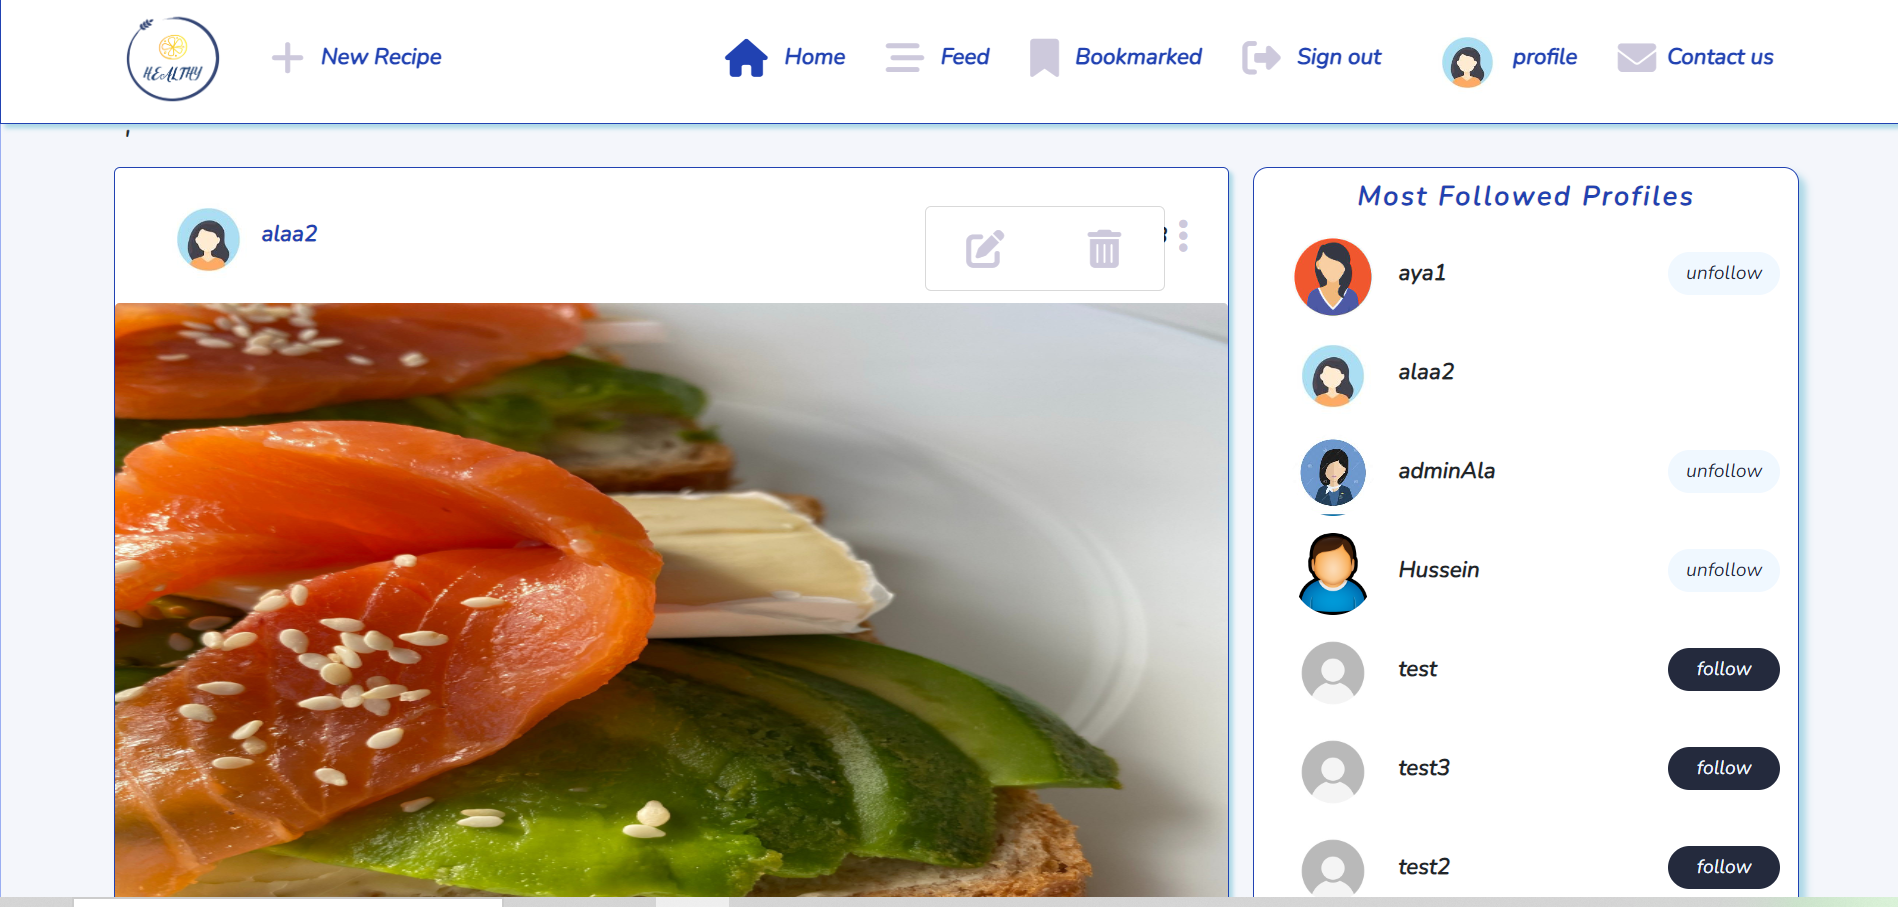 HEALTHY
New Recipe
Home
Feed
Bookmarked
Sign out
profile
Contact us
alaa2
Most Followed Profiles
aya1
unfollow
alaa2
adminAla
unfollow
Hussein
unfollow
test
follow
test3
follow
test2
follow